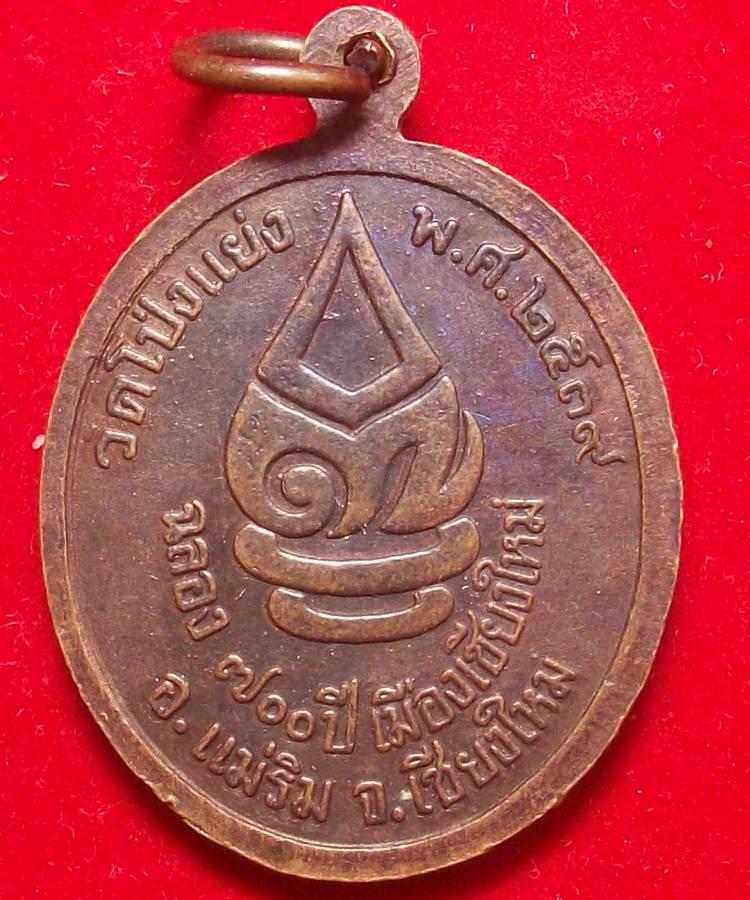 วัดโป่งแย่ง พ.ศ.๒๕๓๙
ฉลอง ๗๐๐ปี เมืองเชียงใหม่
อ.แม่ริม จ.เชียงใหม่